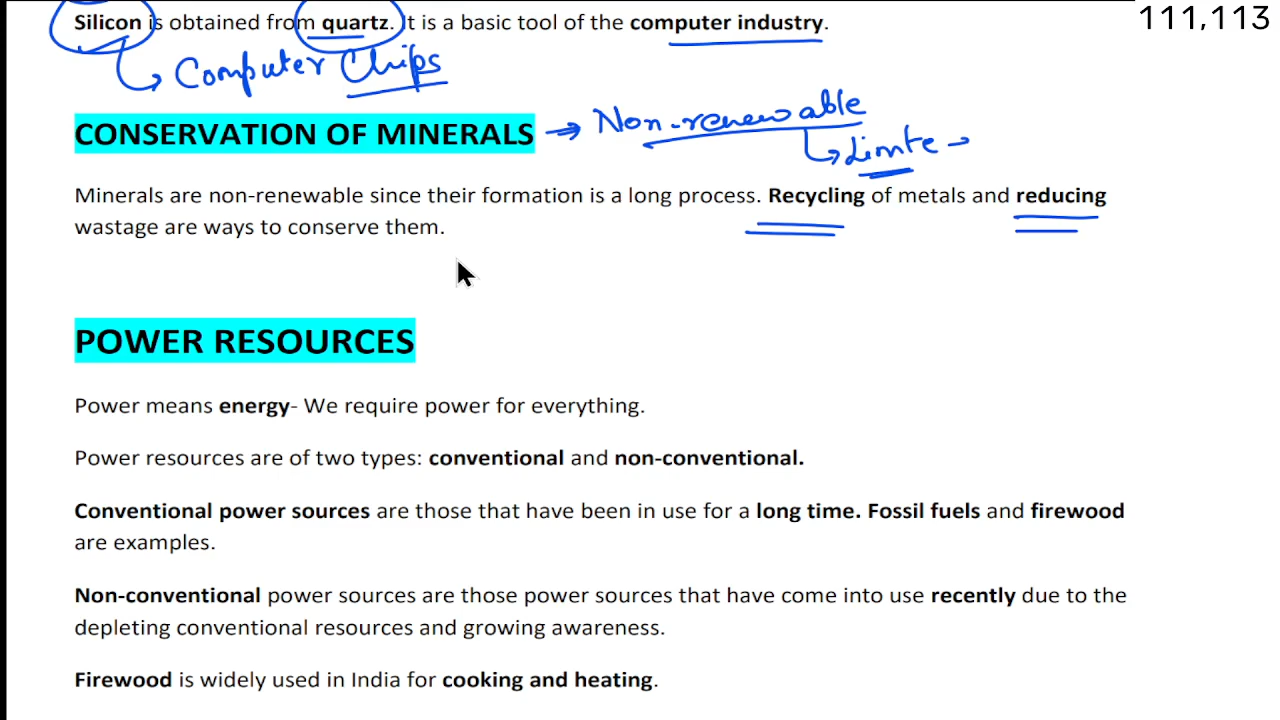 111,113
Silicon is obtained from quartz. It is a basic tool of the computer industry.
Computer Chips
CONSERVATION OF MINERALS → Non-renewable
Limte
Minerals are non-renewable since their formation is a long process. Recycling of metals and reducing
wastage are ways to conserve them.
POWER RESOURCES
Power means energy- We require power for everything.
Power resources are of two types: conventional and non-conventional.
Conventional power sources are those that have been in use for a long time. Fossil fuels and firewood
are examples.
Non-conventional power sources are those power sources that have come into use recently due to the
depleting conventional resources and growing awareness.
Firewood is widely used in India for cooking and heating.